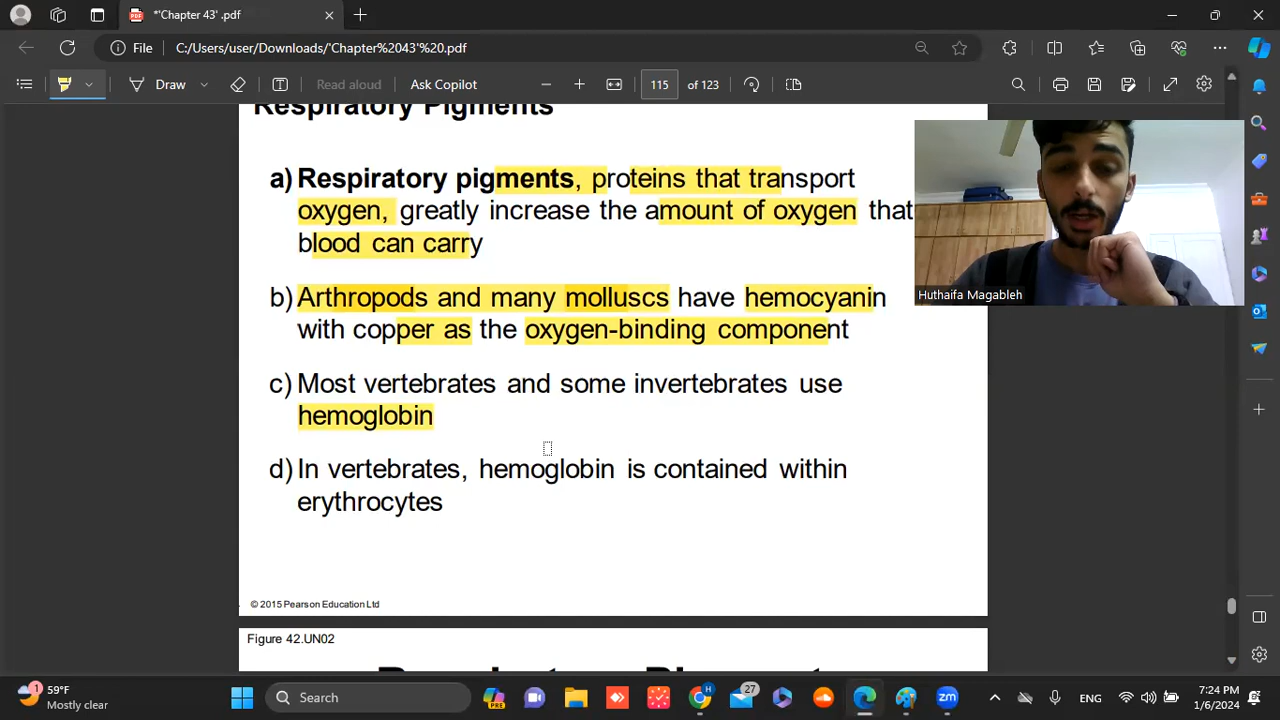 *'Chapter 43' .pdf
File
C:/Users/user/Downloads/'Chapter%2043'%20.pdf
Draw
Read aloud
Ask Copilot
115
of 123
Respiratory Pigments
a) Respiratory pigments, proteins that transport
oxygen, greatly increase the amount of oxygen that
blood can carry
b) Arthropods and many molluscs have hemocyanin
with copper as the oxygen-binding component
c) Most vertebrates and some invertebrates use
hemoglobin
d) In vertebrates, hemoglobin is contained within
erythrocytes
© 2015 Pearson Education Ltd
Figure 42.UN02
Huthaifa Magableh
1
59°F
Mostly clear
Search
PRE
H
27
zm
ENG
7:24 PM
1/6/2024